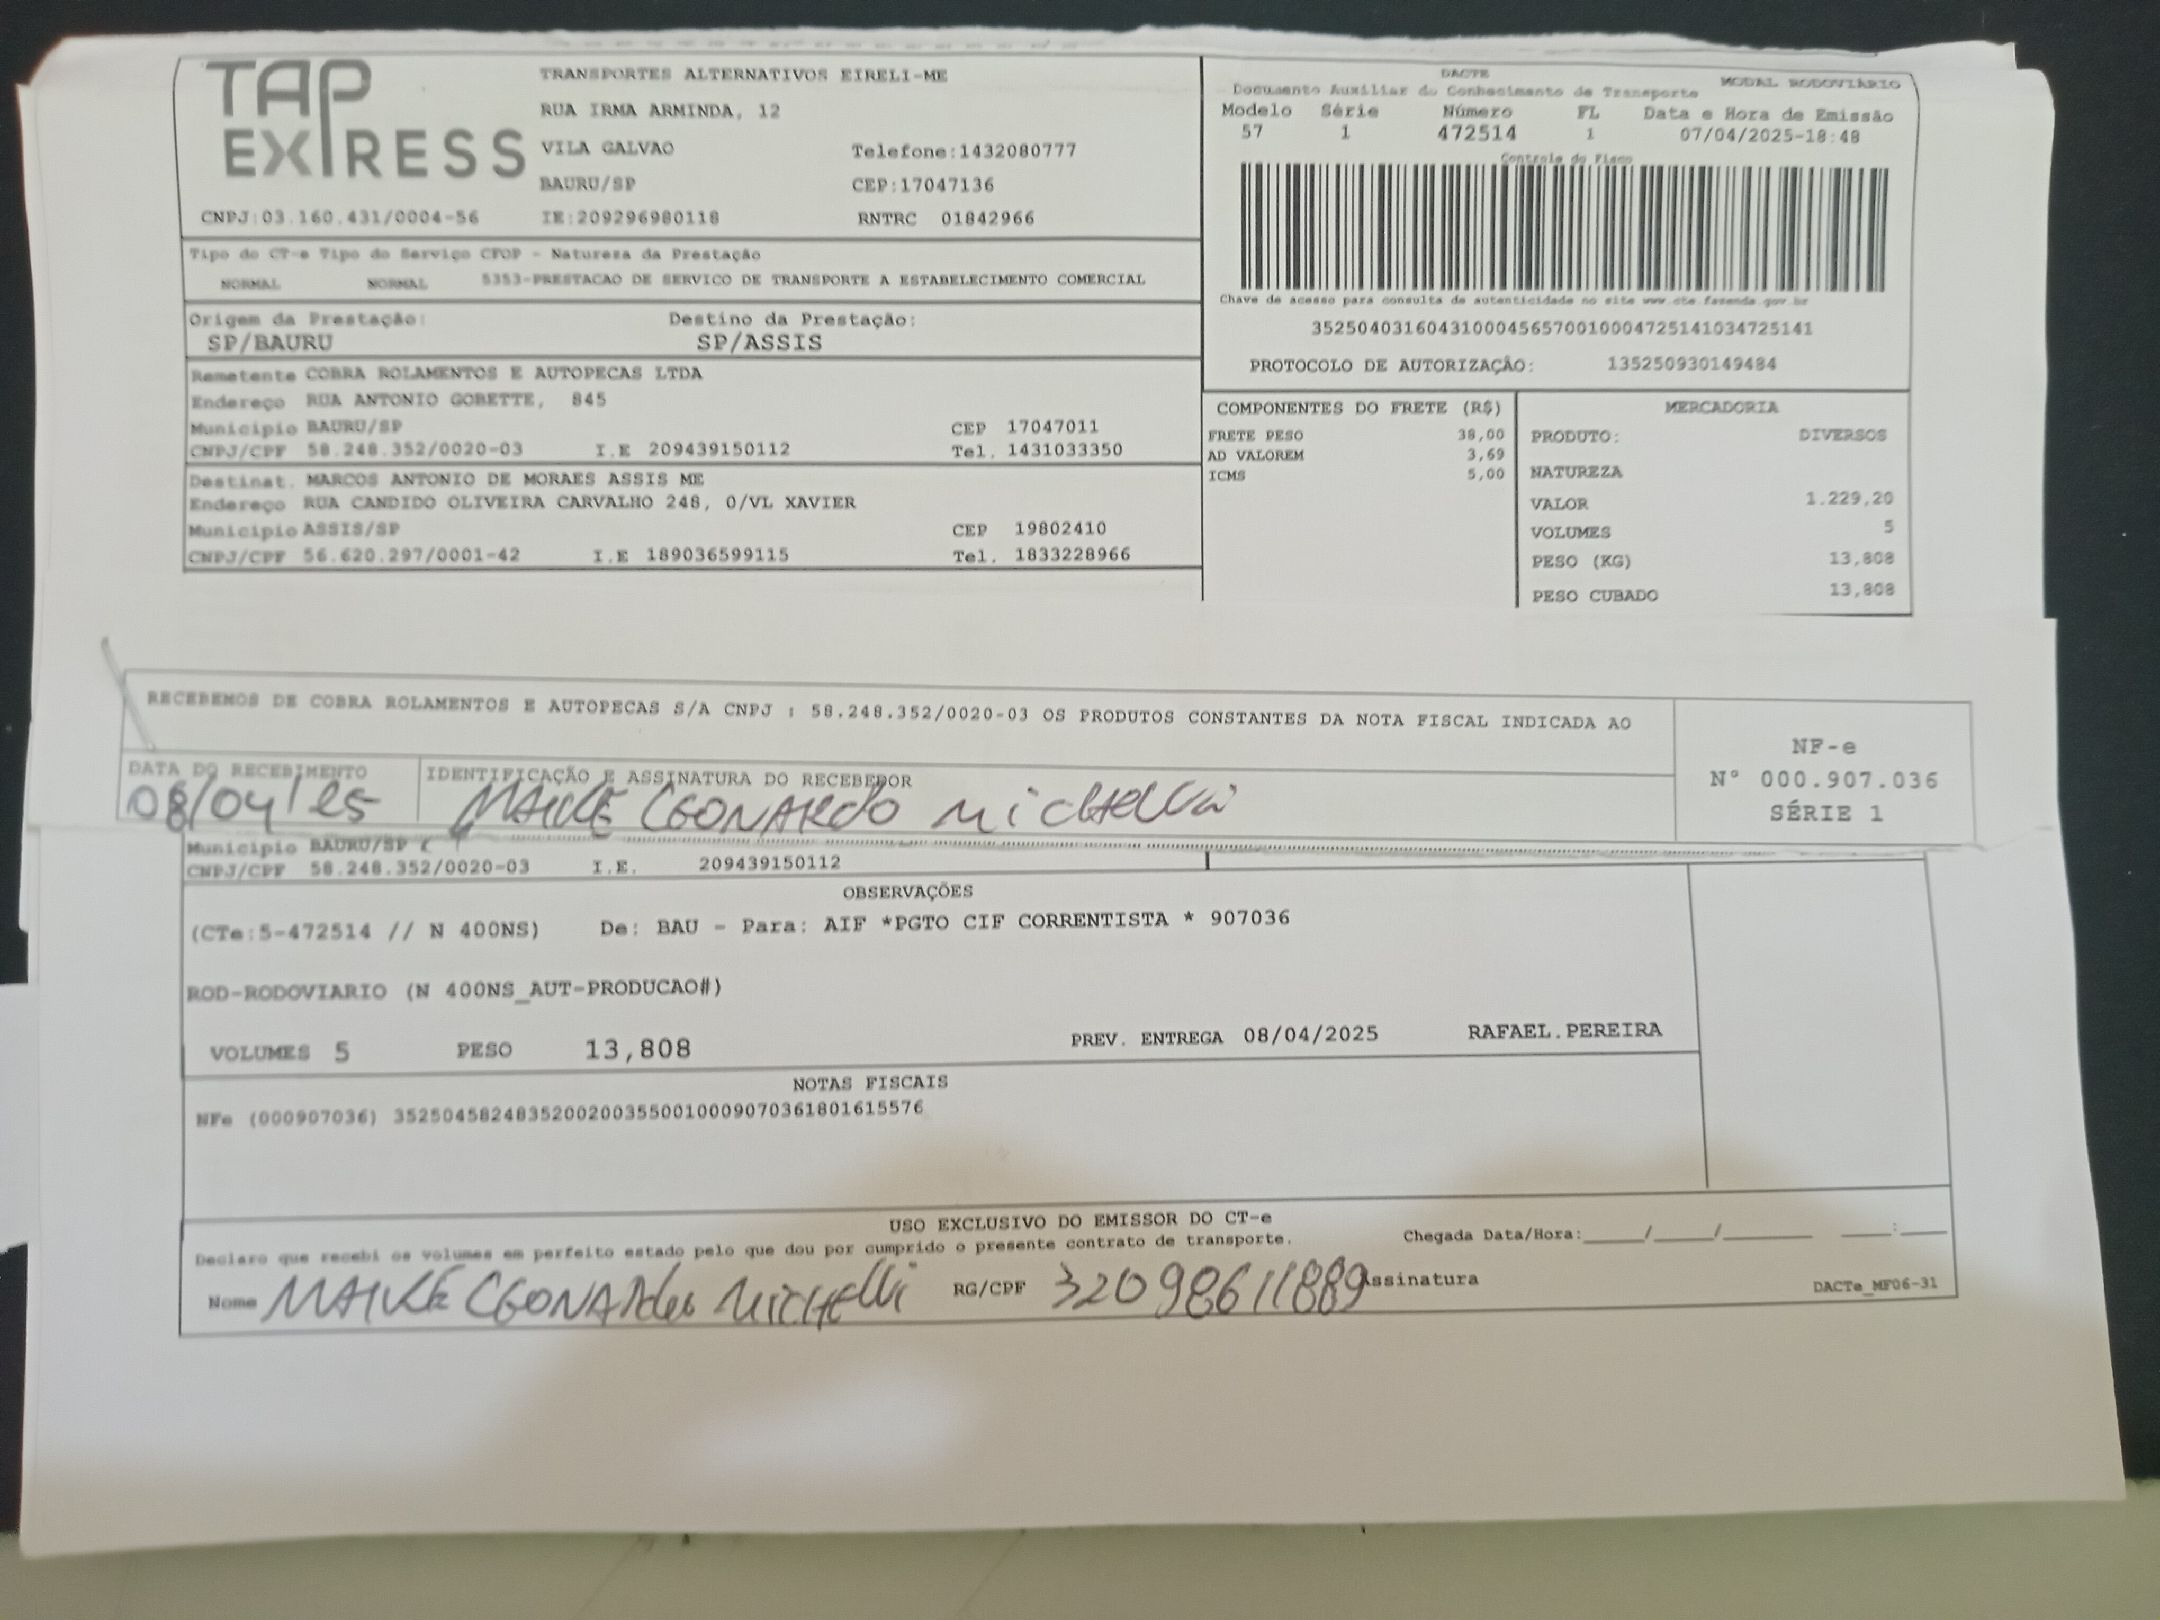 TAP EXPRESS
TRANSPORTES ALTERNATIVOS EIRELI-ME
RUA IRMA ARMINDA, 12
VILA GALVAO Telefone:1432080777
BAURU/SP CEP:17047136
CNPJ:03.160.431/0004-56 IE:209296980118 RNTRC 01842966
Tipo do CT-e Tipo do Serviço CFOP - Natureza da Prestação
NORMAL NORMAL 5353-PRESTACAO DE SERVICO DE TRANSPORTE A ESTABELECIMENTO COMERCIAL
Origem da Prestação: Destino da Prestação:
SP/BAURU SP/ASSIS
Remetente COBRA ROLAMENTOS E AUTOPECAS LTDA
Endereço RUA ANTONIO GOBETTE, 845
Municipio BAURU/SP CEP 17047011
CNPJ/CPF 58.248.352/0020-03 I.E 209439150112 Tel. 1431033350
Destinat. MARCOS ANTONIO DE MORAES ASSIS ME
Endereço RUA CANDIDO OLIVEIRA CARVALHO 248, 0/VL XAVIER
Municipio ASSIS/SP CEP 19802410
CNPJ/CPF 56.620.297/0001-42 I.E 189036599115 Tel. 1833228966
DACTE
Documento Auxiliar do Conhecimento de Transporte MODAL RODOVIÁRIO
Modelo Série Número FL Data e Hora de Emissão
57 1 472514 1 07/04/2025-18:48
Controle do Fisco
Chave de acesso para consulta de autenticidade no site www.cte.fazenda.gov.br
35250403160431000456570010004725141034725141
PROTOCOLO DE AUTORIZAÇÃO: 135250930149484
COMPONENTES DO FRETE (R$)
FRETE PESO 38,00
AD VALOREM 3,69
ICMS 5,00
MERCADORIA
PRODUTO: DIVERSOS
NATUREZA
VALOR 1.229,20
VOLUMES 5
PESO (KG) 13,808
PESO CUBADO 13,808
RECEBEMOS DE COBRA ROLAMENTOS E AUTOPECAS S/A CNPJ : 58.248.352/0020-03 OS PRODUTOS CONSTANTES DA NOTA FISCAL INDICADA AO
NF-e
N° 000.907.036
SÉRIE 1
DATA DO RECEBIMENTO IDENTIFICAÇÃO E ASSINATURA DO RECEBEDOR
08/04/25 MAIKE LEONARDO MICHELLI
Municipio BAURU/SP
CNPJ/CPF 58.248.352/0020-03 I.E. 209439150112
OBSERVAÇÕES
(CTe:5-472514 // N 400NS) De: BAU - Para: AIF *PGTO CIF CORRENTISTA * 907036
ROD-RODOVIARIO (N 400NS_AUT-PRODUCAO#)
VOLUMES 5 PESO 13,808 PREV. ENTREGA 08/04/2025 RAFAEL.PEREIRA
NOTAS FISCAIS
NFe (000907036) 35250458248352002003550010009070361801615576
USO EXCLUSIVO DO EMISSOR DO CT-e
Declaro que recebi os volumes em perfeito estado pelo que dou por cumprido o presente contrato de transporte. Chegada Data/Hora:____/____/______ ____:____
Nome MAIKE LEONARDO MICHELLI RG/CPF 32098611889 Assinatura
DACTe_MF06-31